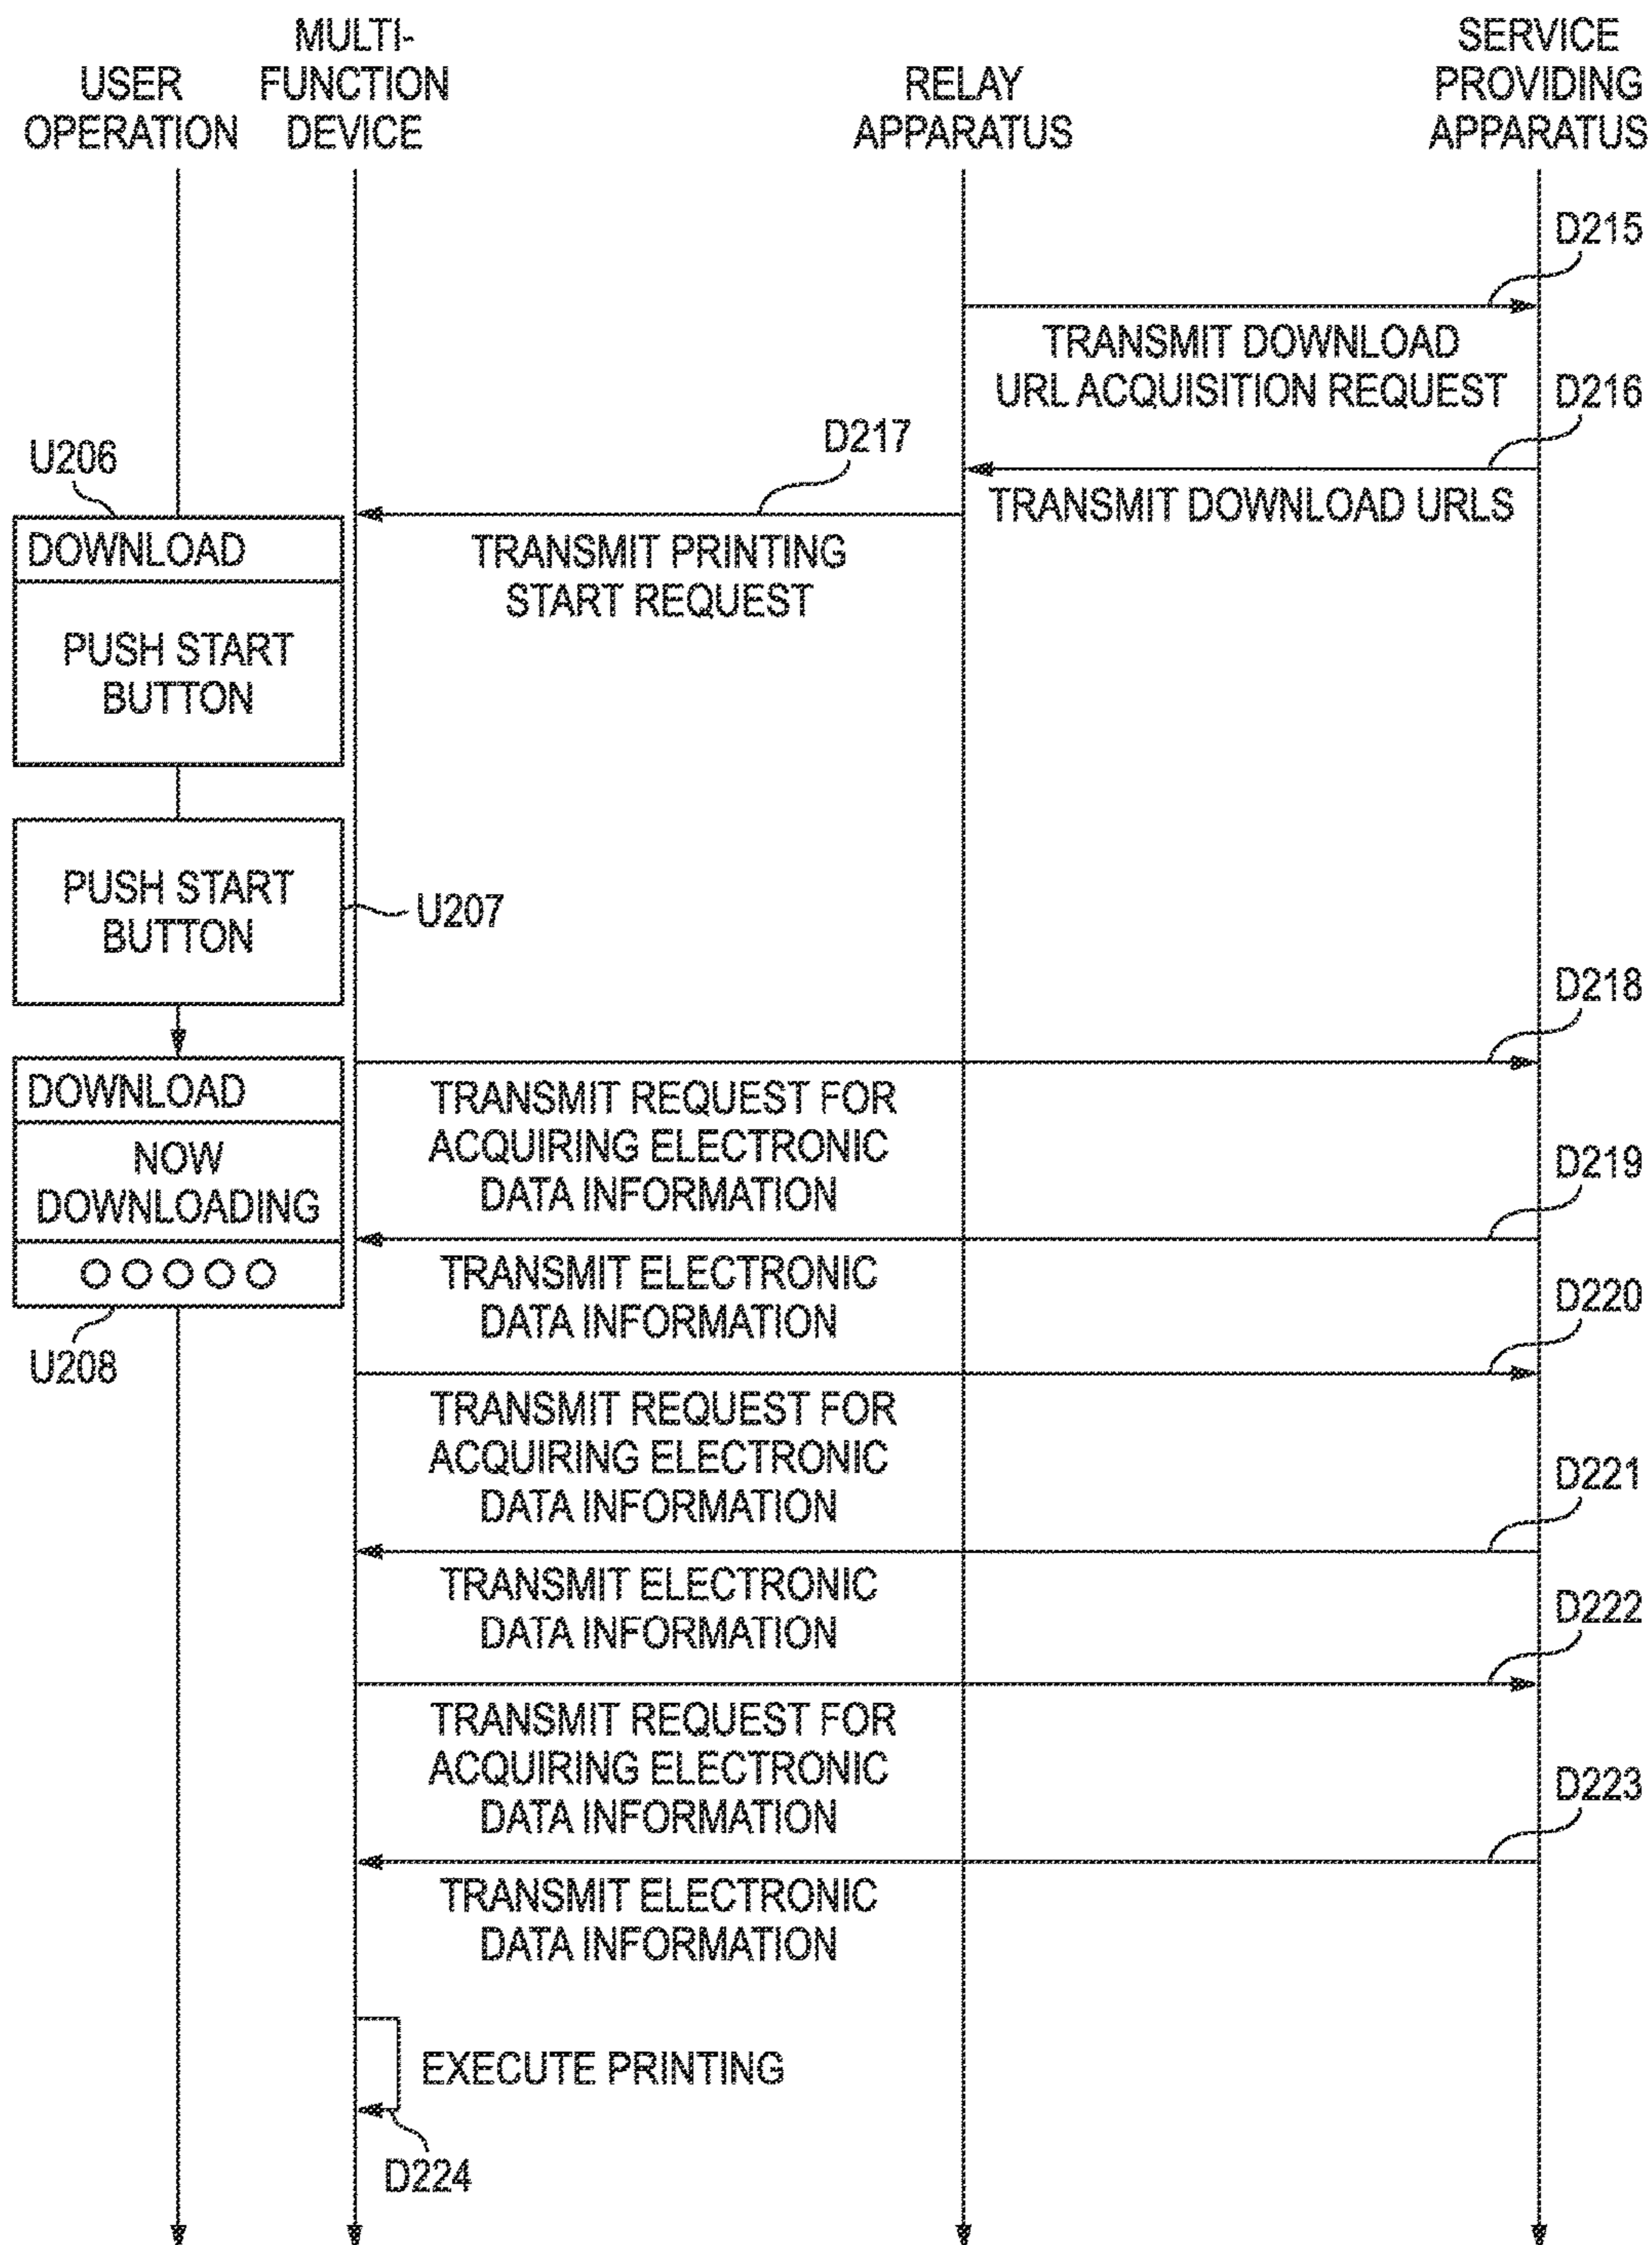 USER
OPERATION
MULTI-
FUNCTION
DEVICE
RELAY
APPARATUS
SERVICE
PROVIDING
APPARATUS
D215
TRANSMIT DOWNLOAD
URL ACQUISITION REQUEST
D216
TRANSMIT DOWNLOAD URLS
D217
TRANSMIT PRINTING
START REQUEST
U206
DOWNLOAD
PUSH START
BUTTON
PUSH START
BUTTON
U207
D218
DOWNLOAD
NOW
DOWNLOADING
○○○○○
U208
TRANSMIT REQUEST FOR
ACQUIRING ELECTRONIC
DATA INFORMATION
D219
TRANSMIT ELECTRONIC
DATA INFORMATION
D220
TRANSMIT REQUEST FOR
ACQUIRING ELECTRONIC
DATA INFORMATION
D221
TRANSMIT ELECTRONIC
DATA INFORMATION
D222
TRANSMIT REQUEST FOR
ACQUIRING ELECTRONIC
DATA INFORMATION
D223
TRANSMIT ELECTRONIC
DATA INFORMATION
EXECUTE PRINTING
D224